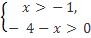 x > −1,
− 4 − x > 0